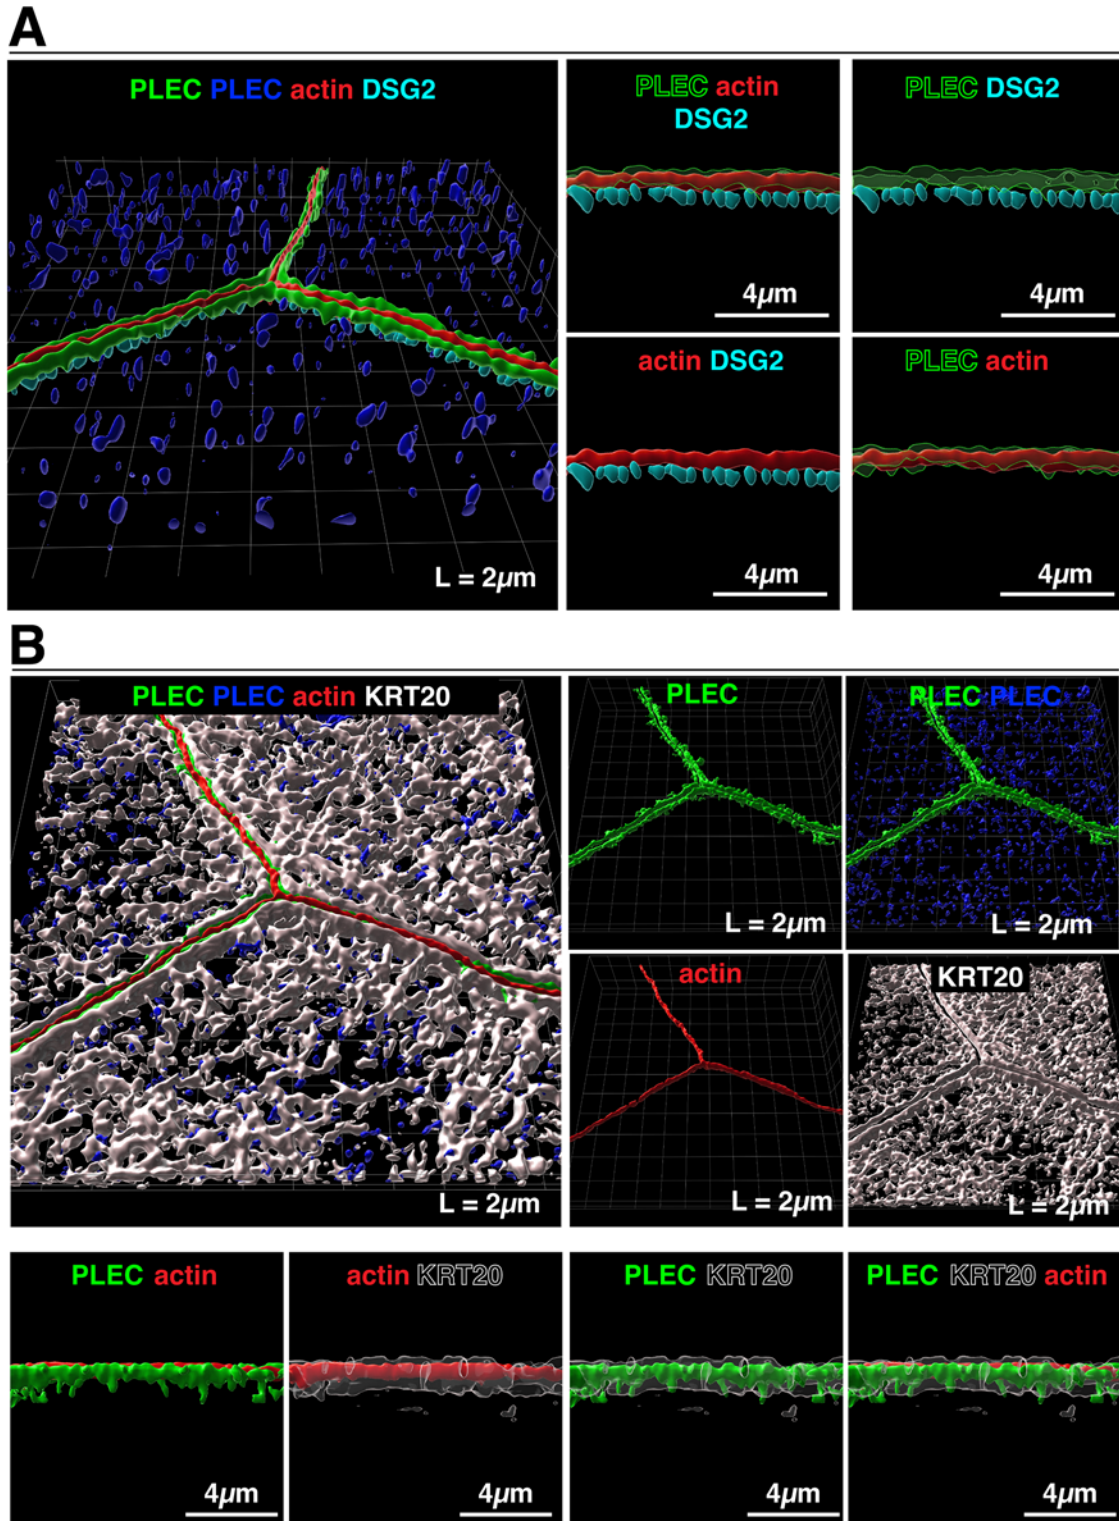 A
PLEC PLEC actin DSG2
L = 2µm
PLEC actin
DSG2
4µm
PLEC DSG2
4µm
actin DSG2
4µm
PLEC actin
4µm
B
PLEC PLEC actin KRT20
L = 2µm
PLEC
L = 2µm
PLEC PLEC
L = 2µm
actin
L = 2µm
KRT20
L = 2µm
PLEC actin
4µm
actin KRT20
4µm
PLEC KRT20
4µm
PLEC KRT20 actin
4µm